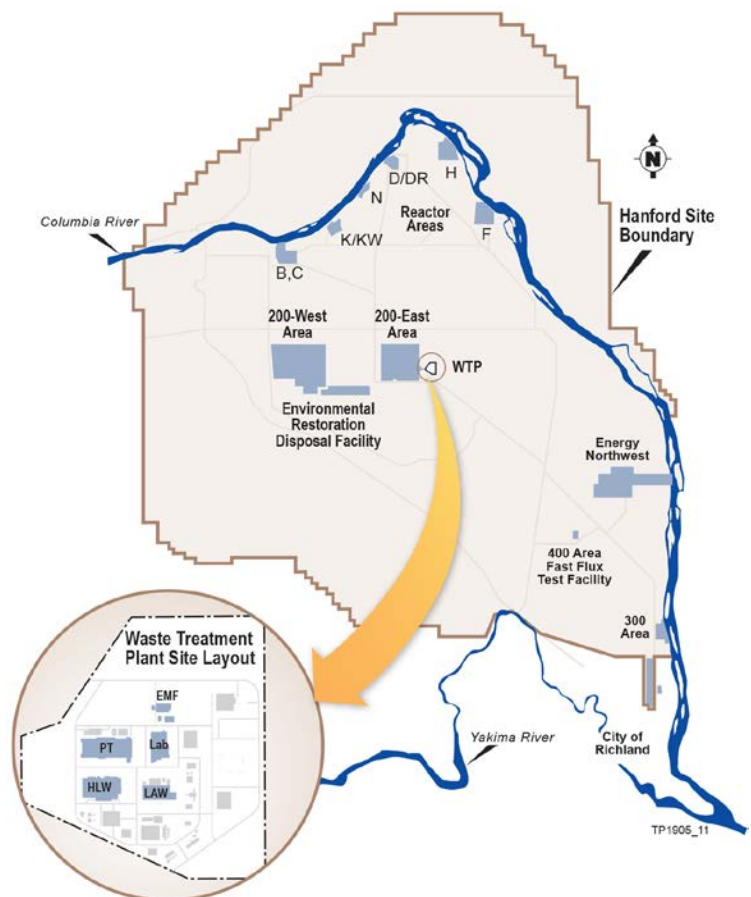 N
D/DR
H
N
Reactor
Areas
Columbia River
Hanford Site
Boundary
K/KW
F
B,C
200-West
Area
200-East
Area
WTP
Environmental
Restoration
Disposal Facility
Energy
Northwest
400 Area
Fast Flux
Test Facility
300
Area
Waste Treatment
Plant Site Layout
EMF
PT
Lab
HLW
LAW
Yakima River
City of
Richland
TP1905_11